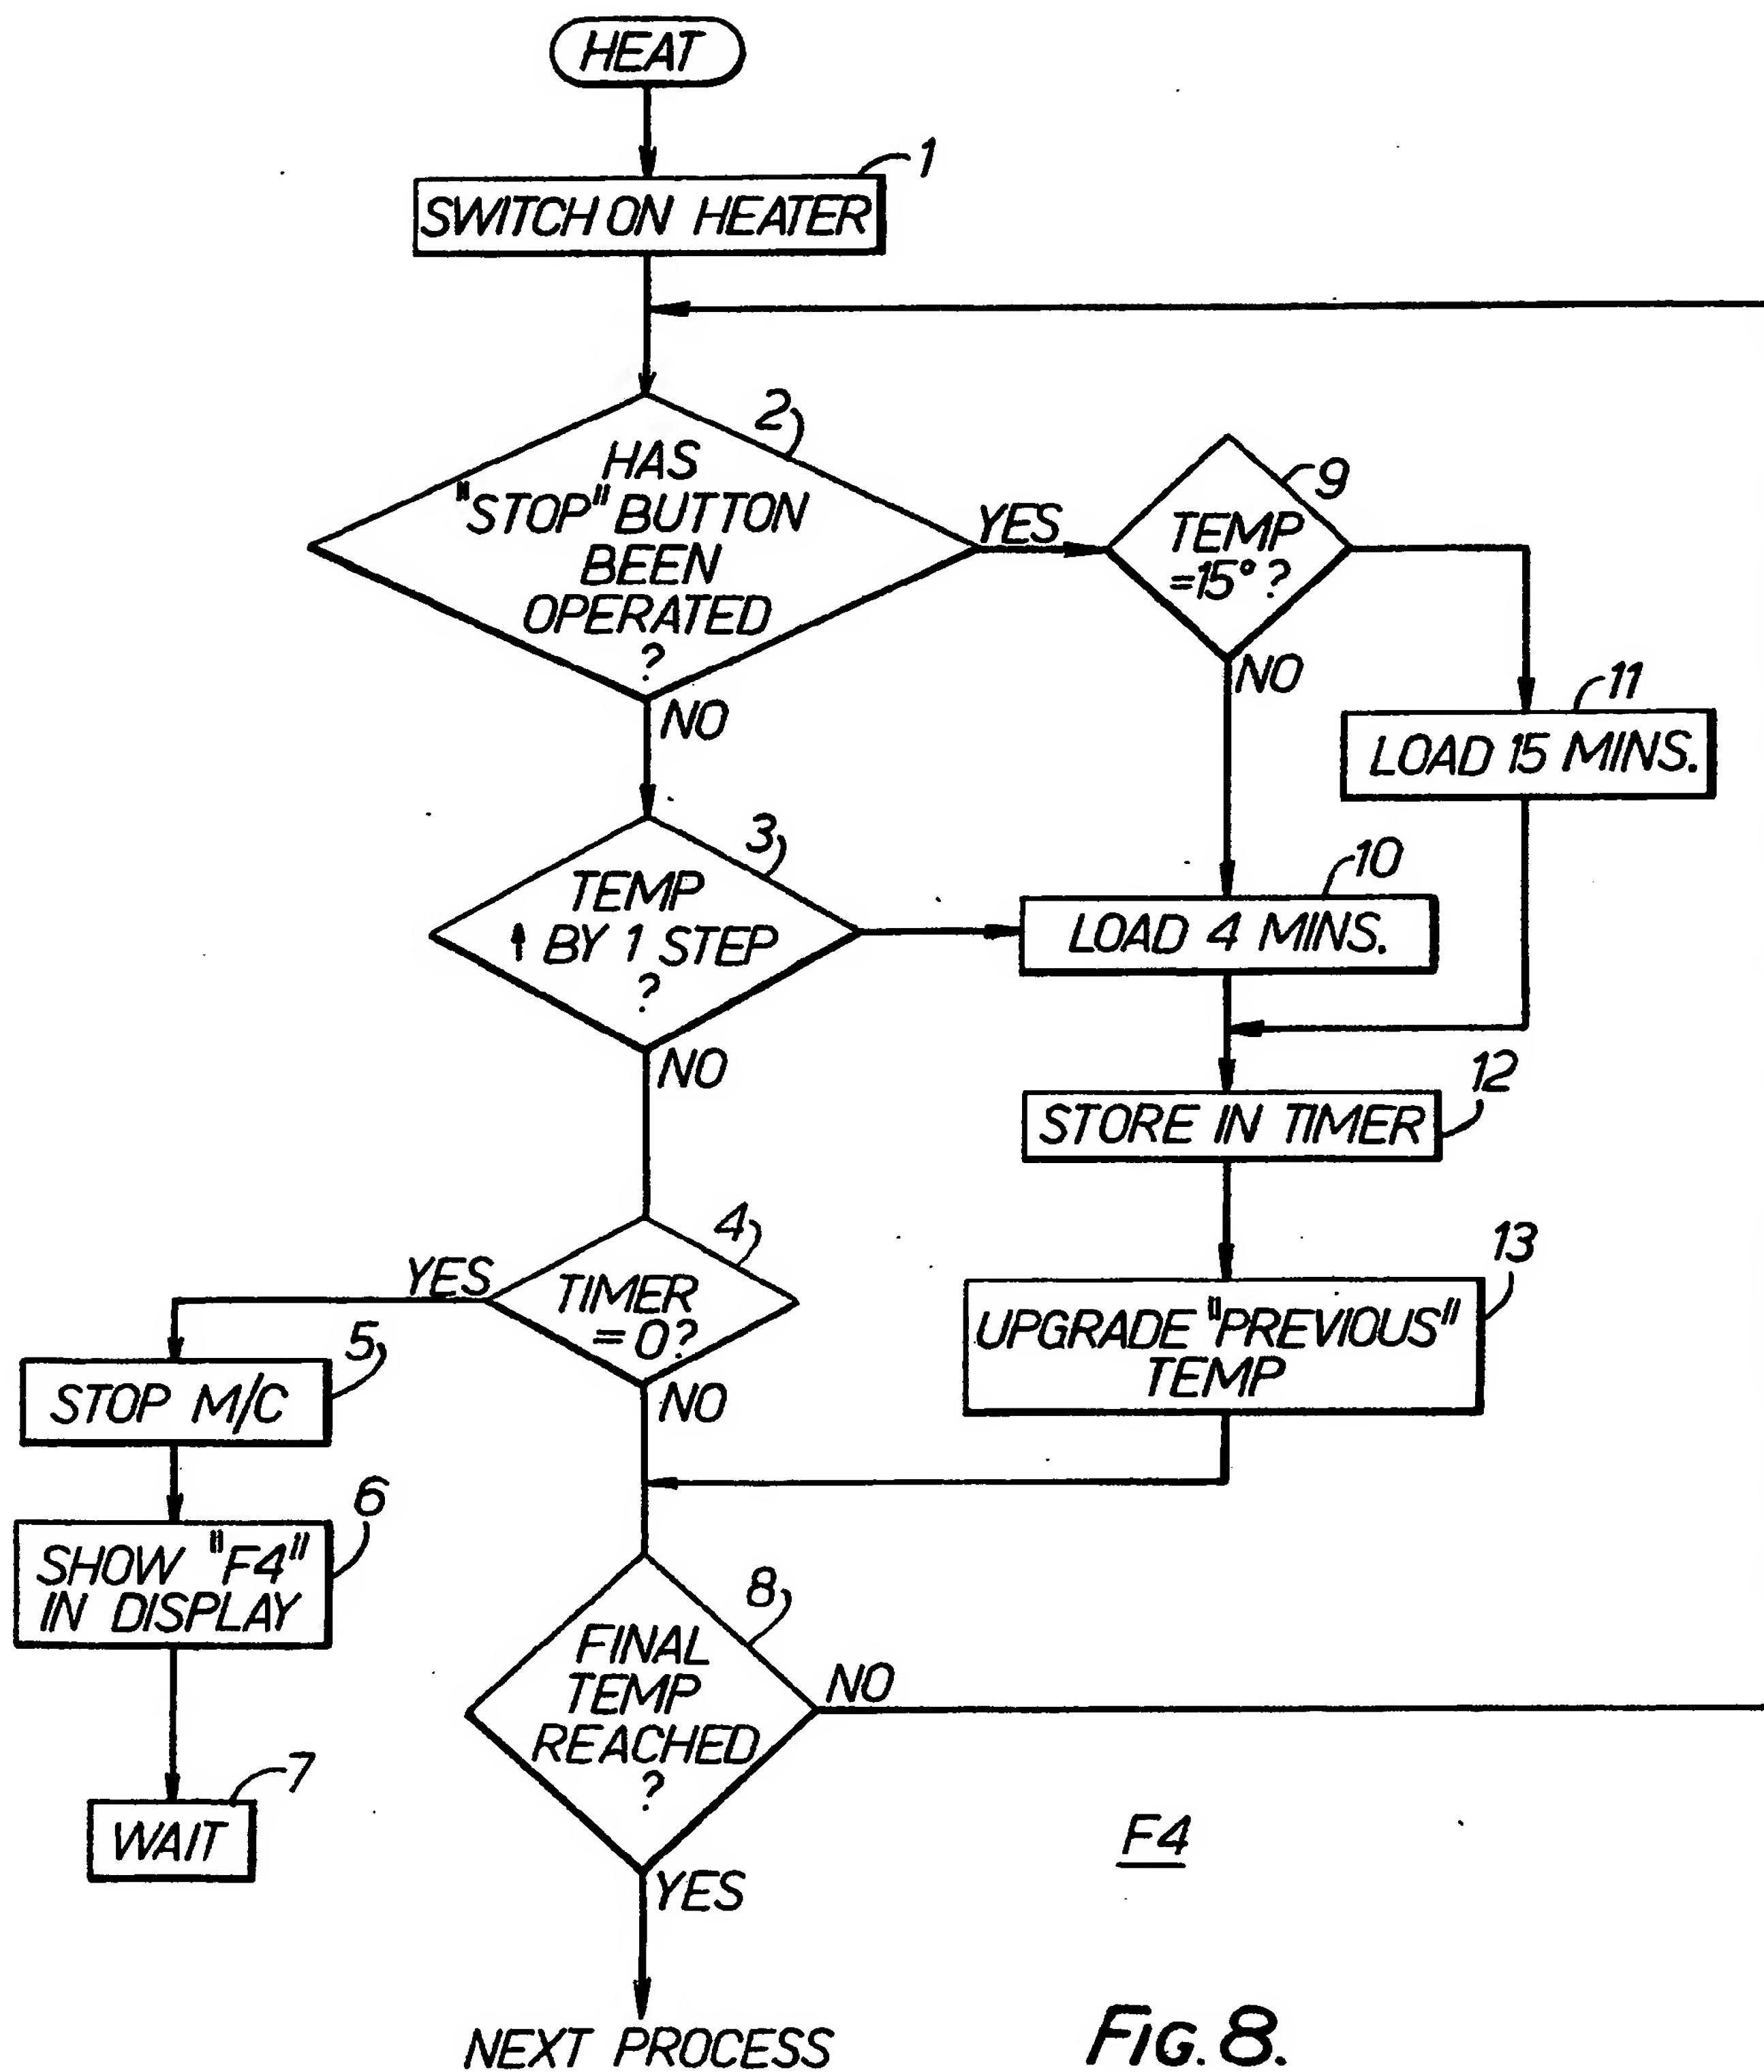 HEAT
1
SWITCH ON HEATER
2
HAS
"STOP" BUTTON
BEEN
OPERATED
?
YES
NO
9
TEMP
=15°?
NO
11
LOAD 15 MINS.
3
TEMP
↑ BY 1 STEP
?
NO
10
LOAD 4 MINS.
12
STORE IN TIMER
4
TIMER
=0?
YES
NO
13
UPGRADE "PREVIOUS"
TEMP
5
STOP M/C
6
SHOW "F4"
IN DISPLAY
7
WAIT
8
FINAL
TEMP
REACHED
?
NO
YES
F4
NEXT PROCESS
FIG. 8.